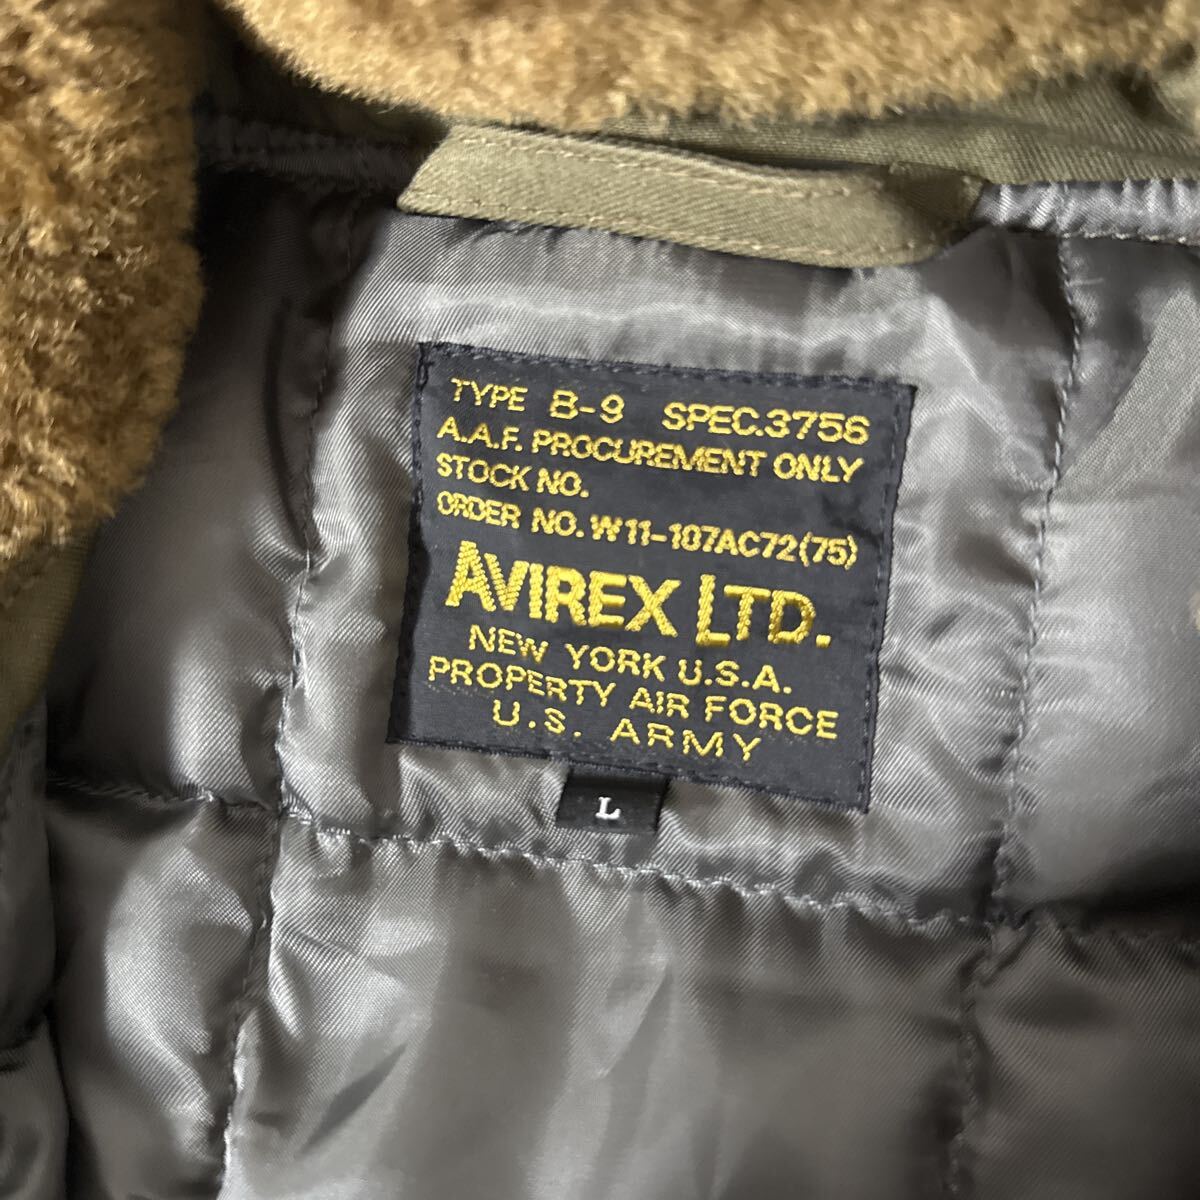 TYPE B-9 SPEC.3756
A.A.F. PROCUREMENT ONLY
STOCK NO.
ORDER NO. W11-107AC72(75)
AVIREX LTD.
NEW YORK U.S.A.
PROPERTY AIR FORCE
U.S. ARMY
L